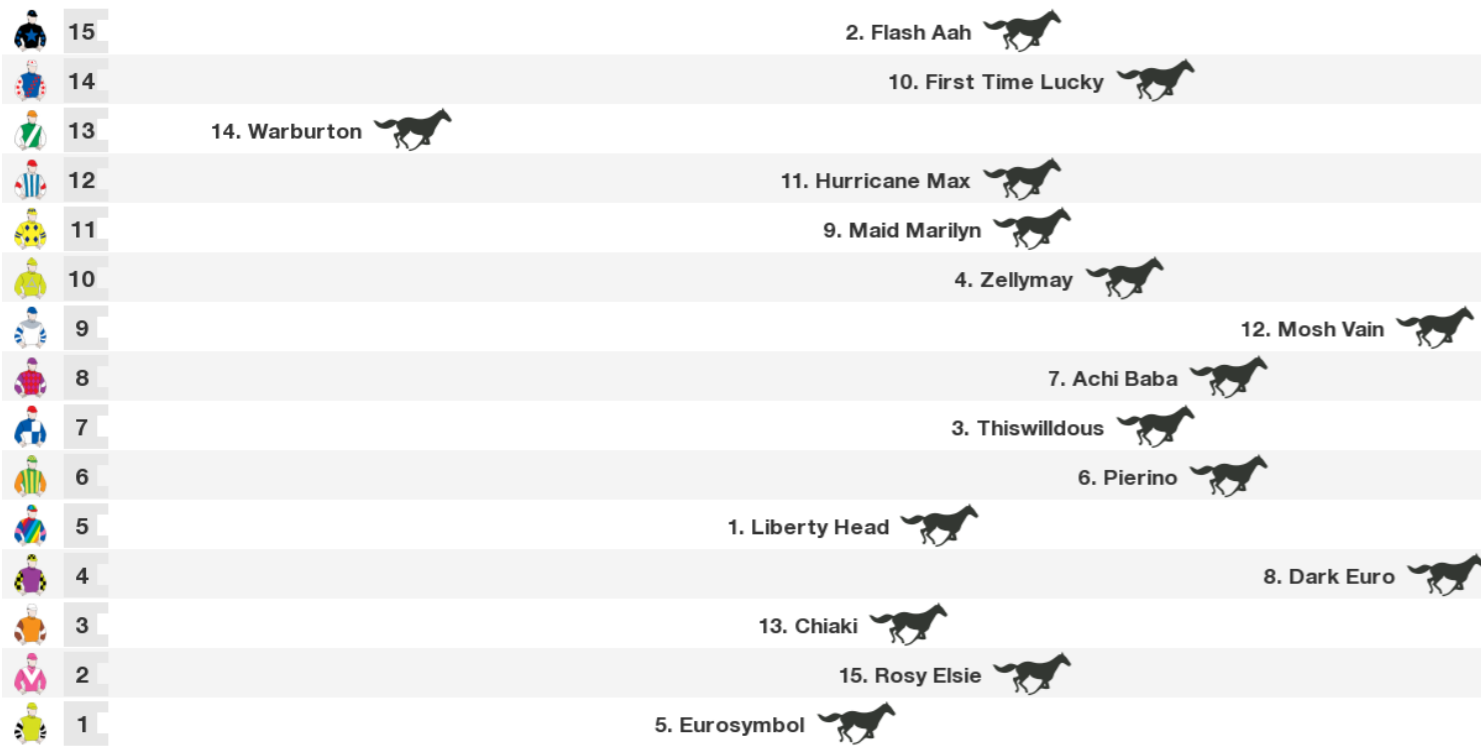 15 2. Flash Aah
14 10. First Time Lucky
13 14. Warburton
12 11. Hurricane Max
11 9. Maid Marilyn
10 4. Zellymay
9 12. Mosh Vain
8 7. Achi Baba
7 3. Thiswilldous
6 6. Pierino
5 1. Liberty Head
4 8. Dark Euro
3 13. Chiaki
2 15. Rosy Elsie
1 5. Eurosymbol